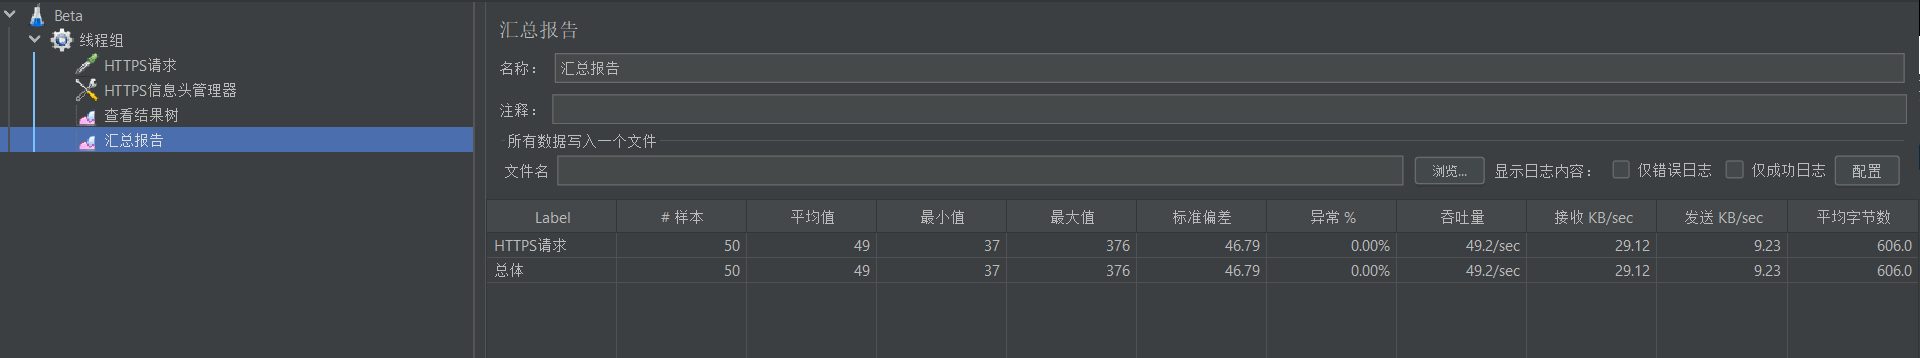 Beta
线程组
HTTPS请求
HTTPS信息头管理器
查看结果树
汇总报告
汇总报告
名称： 汇总报告
注释：
所有数据写入一个文件
文件名 浏览... 显示日志内容： 仅错误日志 仅成功日志 配置
Label # 样本 平均值 最小值 最大值 标准偏差 异常 % 吞吐量 接收 KB/sec 发送 KB/sec 平均字节数
HTTPS请求 50 49 37 376 46.79 0.00% 49.2/sec 29.12 9.23 606.0
总体 50 49 37 376 46.79 0.00% 49.2/sec 29.12 9.23 606.0